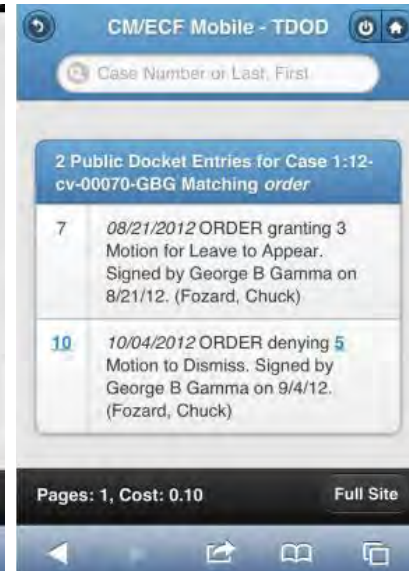 CM/ECF Mobile - TDOD
Case Number or Last, First
2 Public Docket Entries for Case 1:12-
cv-00070-GBG Matching order
7 08/21/2012 ORDER granting 3
Motion for Leave to Appear.
Signed by George B Gamma on
8/21/12. (Fozard, Chuck)
10 10/04/2012 ORDER denying 5
Motion to Dismiss. Signed by
George B Gamma on 9/4/12.
(Fozard, Chuck)
Pages: 1, Cost: 0.10 Full Site